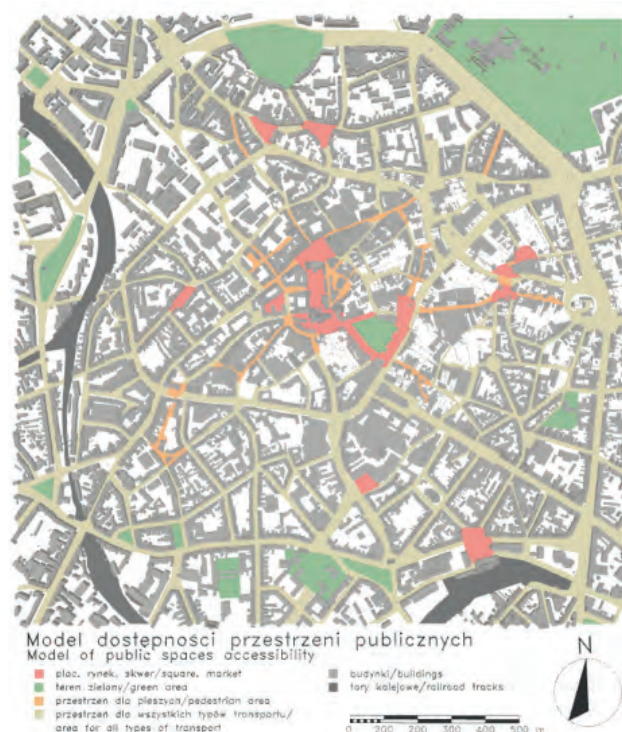 Model dostępności przestrzeni publicznych
Model of public spaces accessibility
plac, rynek, skwer/square, market
teren zielony/green area
przestrzeń dla pieszych/pedestrian area
przestrzeń dla wszystkich typów transportu/
area for all types of transport
budynki/buildings
tory kolejowe/railroad tracks
N
0 100 200 300 400 500 m